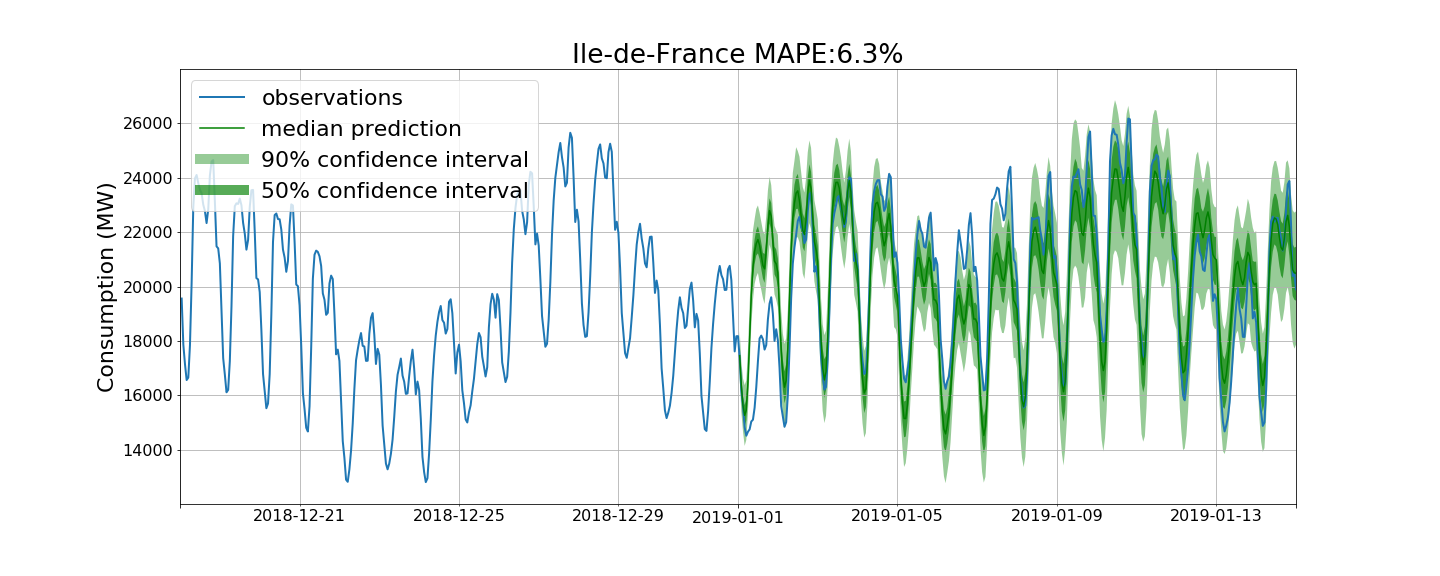 Ile-de-France MAPE:6.3%
observations
median prediction
90% confidence interval
50% confidence interval
Consumption (MW)
26000
24000
22000
20000
18000
16000
14000
2018-12-21
2018-12-25
2018-12-29
2019-01-01
2019-01-05
2019-01-09
2019-01-13